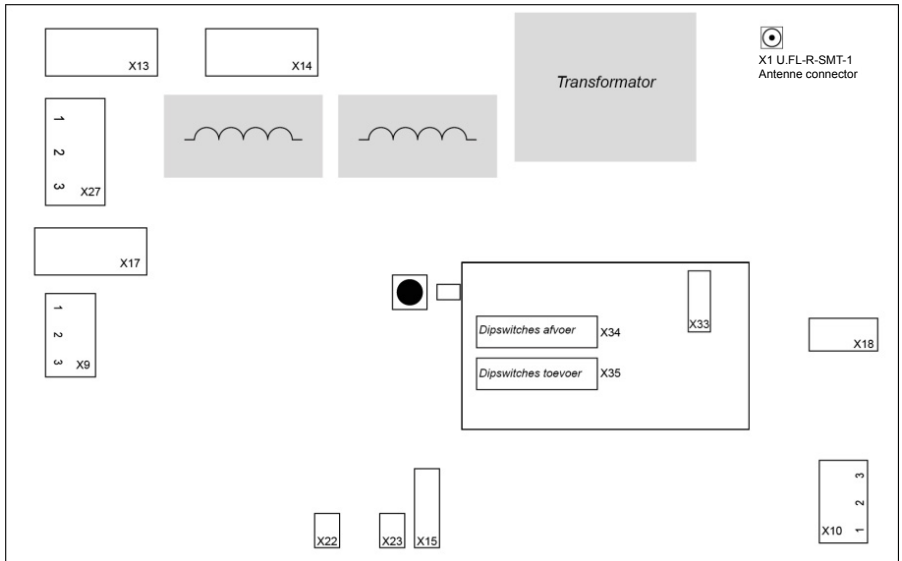 X13
X14
Transformator
X1 U.FL-R-SMT-1
Antenne connector
1
2
3
X27
X17
1
2
3
X9
X33
Dipswitches afvoer
X34
Dipswitches toevoer
X35
X18
X22
X23
X15
3
2
1
X10